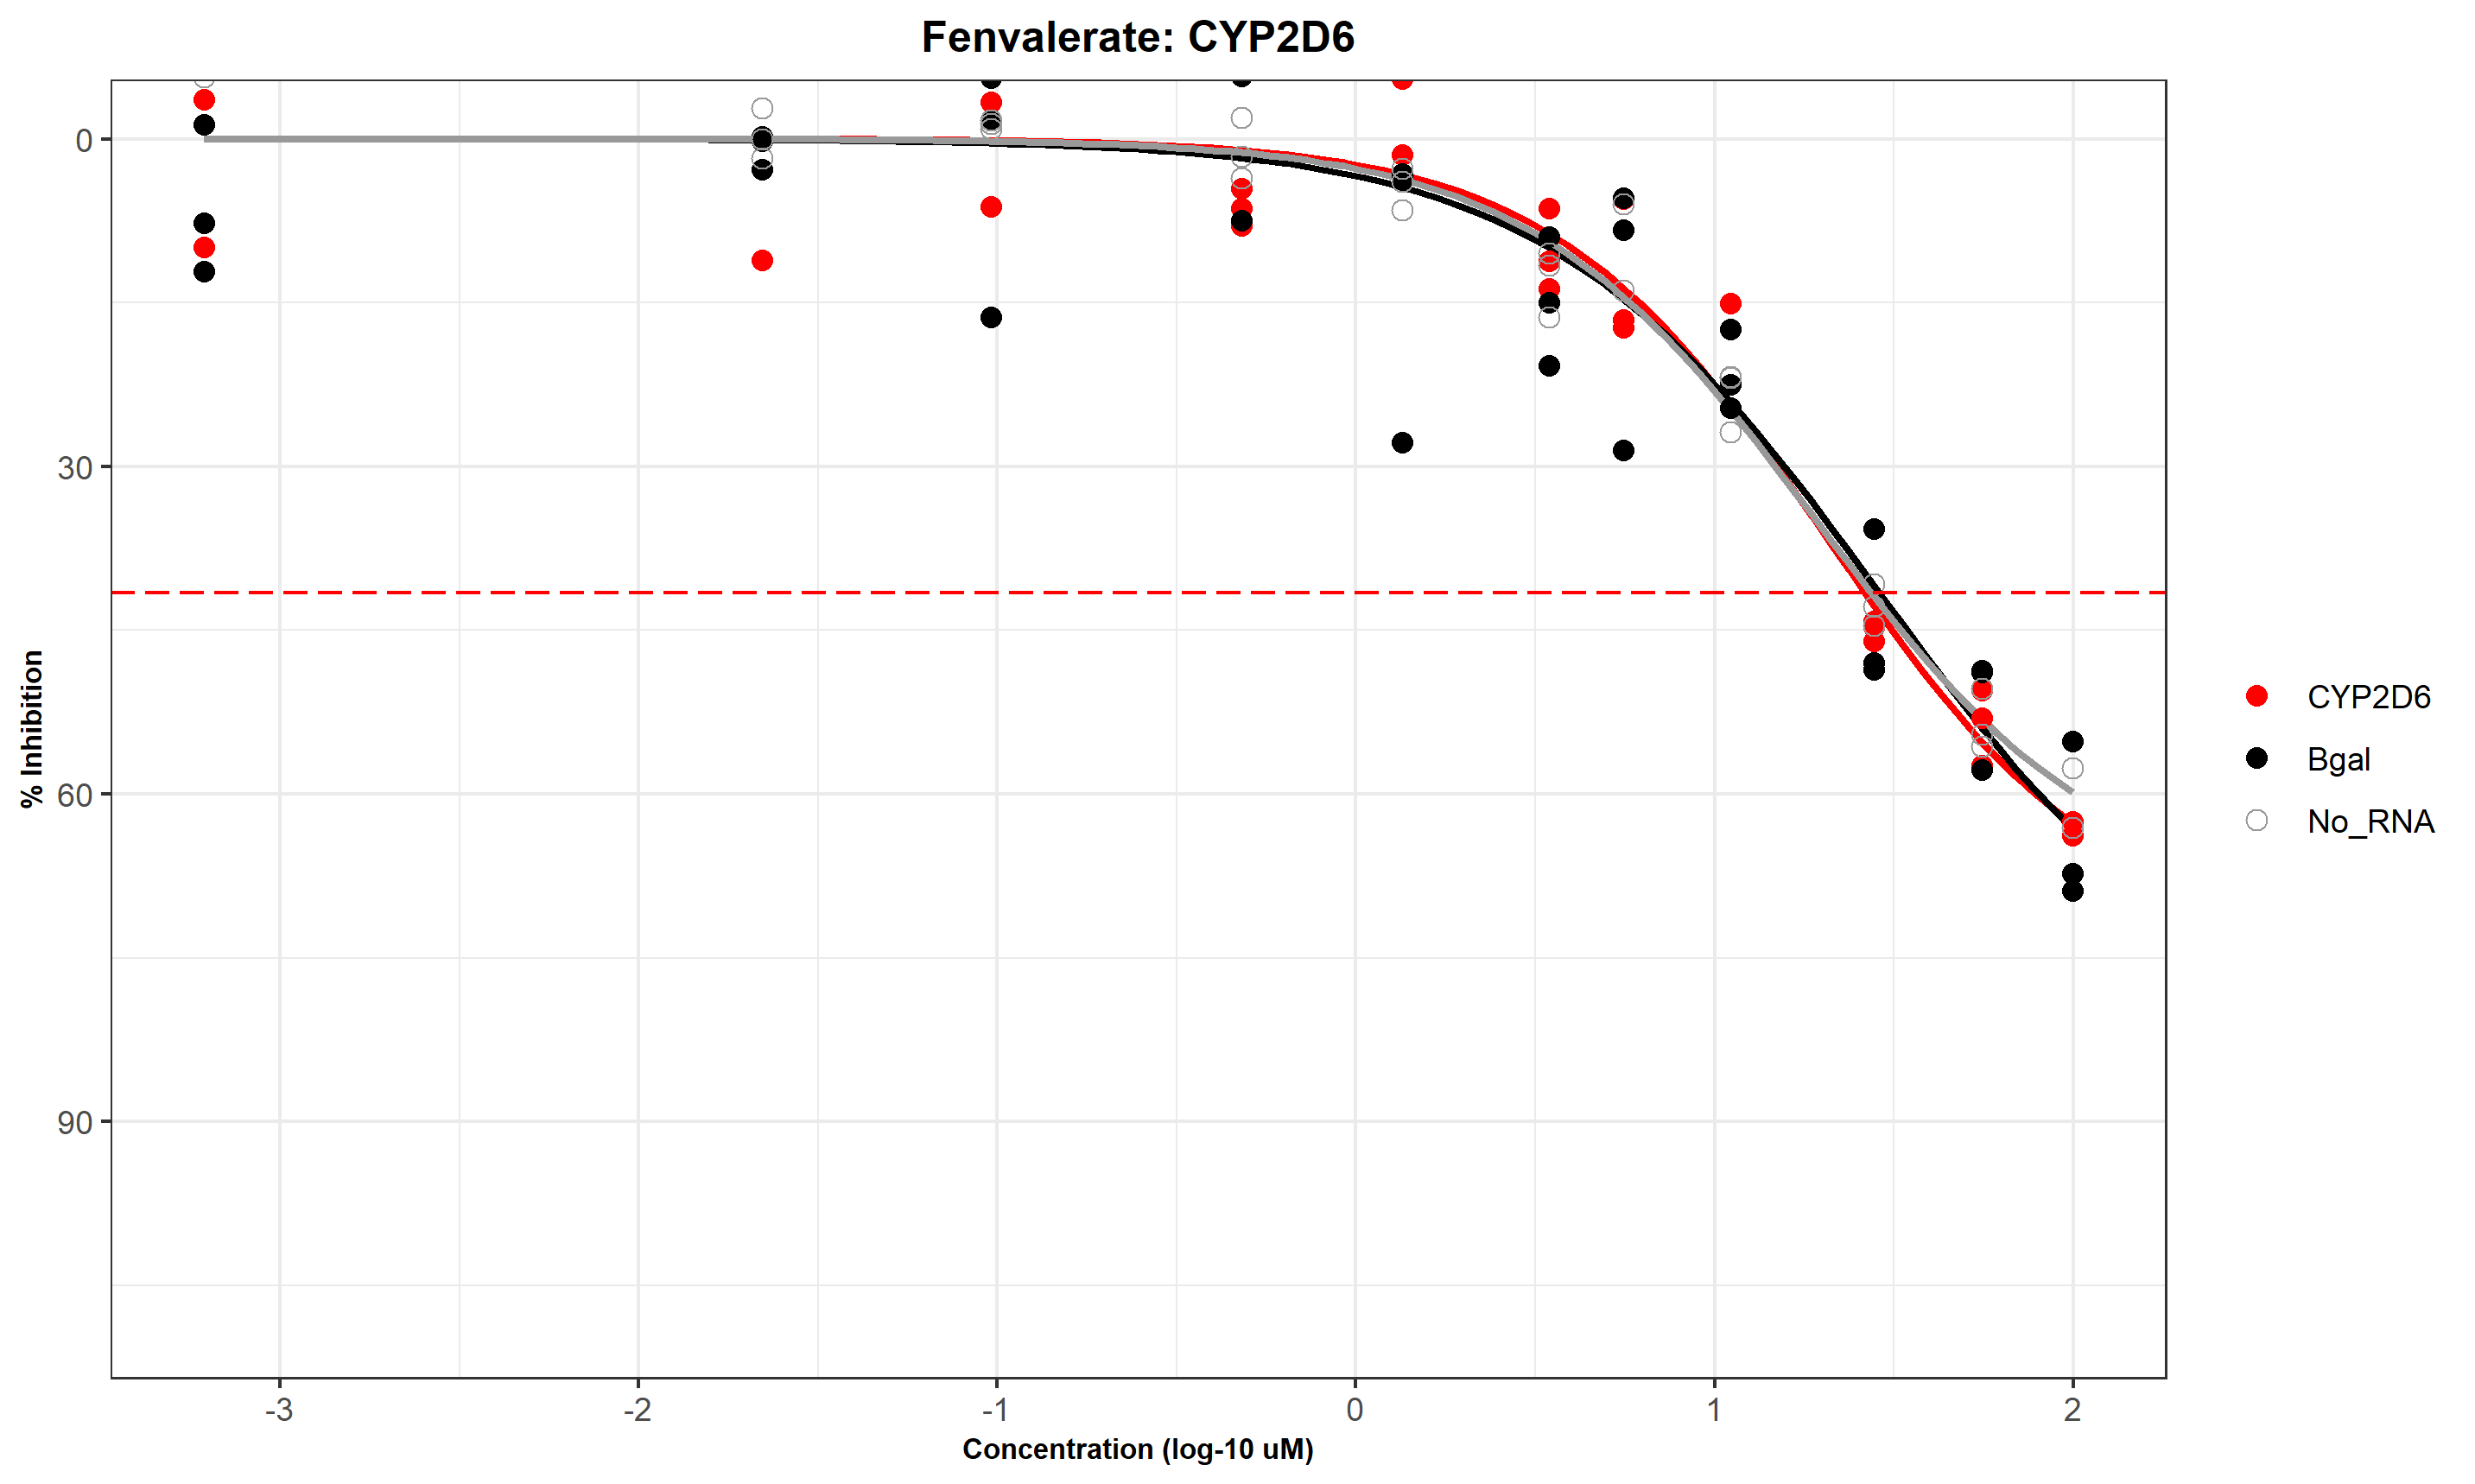 Fenvalerate: CYP2D6
% Inhibition
0
30
60
90
-3
-2
-1
0
1
2
Concentration (log-10 uM)
CYP2D6
Bgal
No_RNA